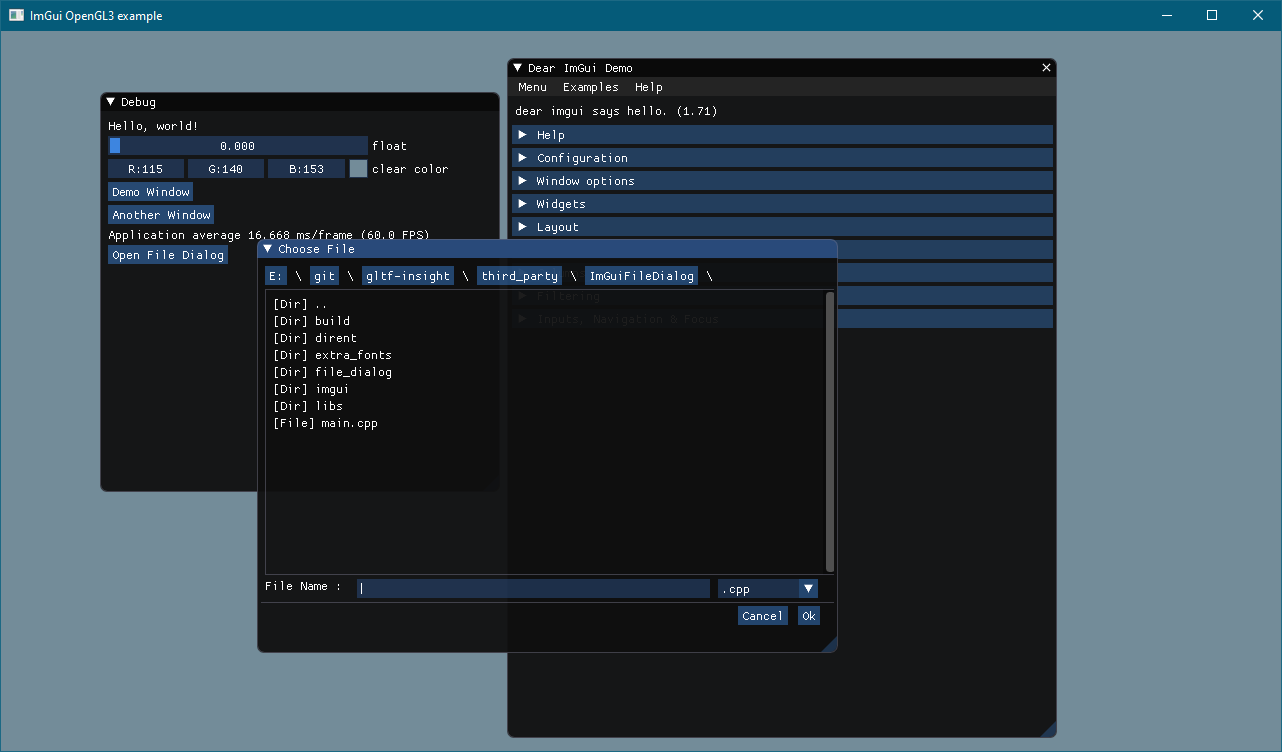 ImGui OpenGL3 example
Debug
Hello, world!
0.000 float
R:115 G:140 B:153 clear color
Demo Window
Another Window
Application average 16.668 ms/frame (60.0 FPS)
Open File Dialog
Dear ImGui Demo
Menu Examples Help
dear imgui says hello. (1.71)
Help
Configuration
Window options
Widgets
Layout
Filtering
Inputs, Navigation & Focus
Choose File
E: \ git \ gltf-insight \ third_party \ ImGuiFileDialog \
[Dir] ..
[Dir] build
[Dir] dirent
[Dir] extra_fonts
[Dir] file_dialog
[Dir] imgui
[Dir] libs
[File] main.cpp
File Name : .cpp
Cancel Ok